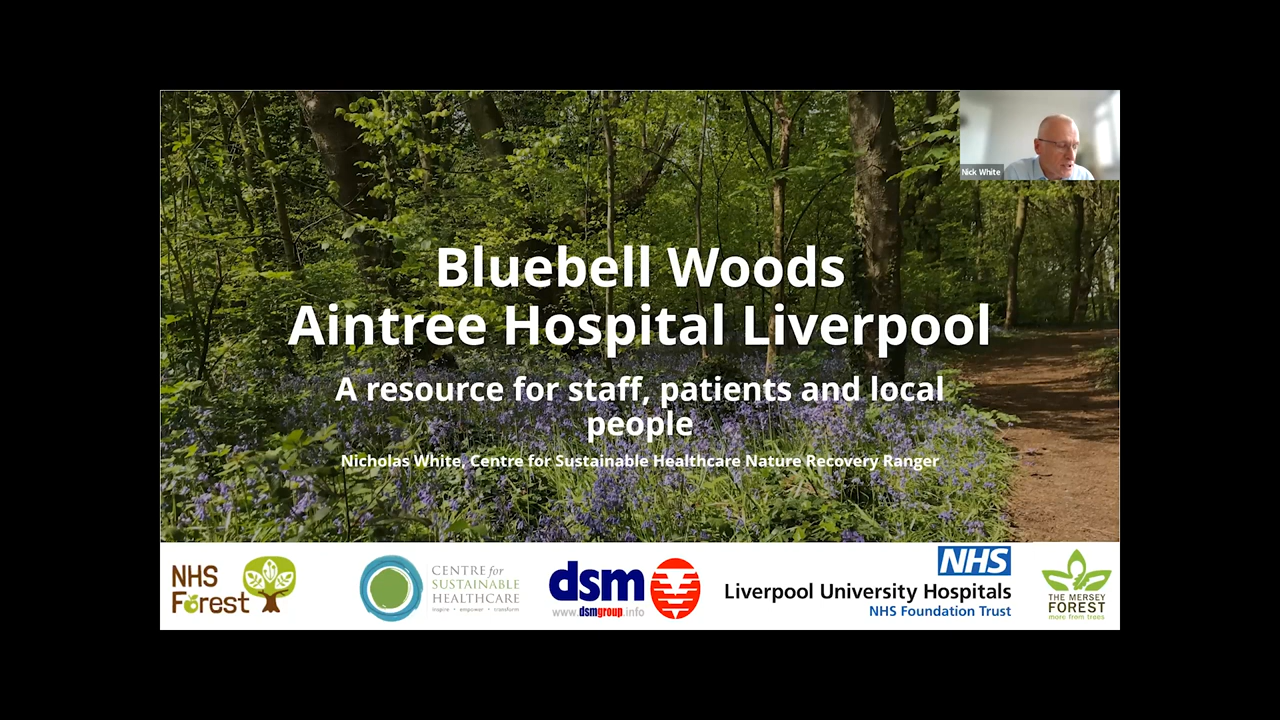 Nick White
Bluebell Woods
Aintree Hospital Liverpool
A resource for staff, patients and local
people
Nicholas White, Centre for Sustainable Healthcare Nature Recovery Ranger
NHS
Forest
CENTRE for
SUSTAINABLE
HEALTHCARE
inspire • empower • transform
dsm
www.dsmgroup.info
NHS
Liverpool University Hospitals
NHS Foundation Trust
THE MERSEY
FOREST
more from trees